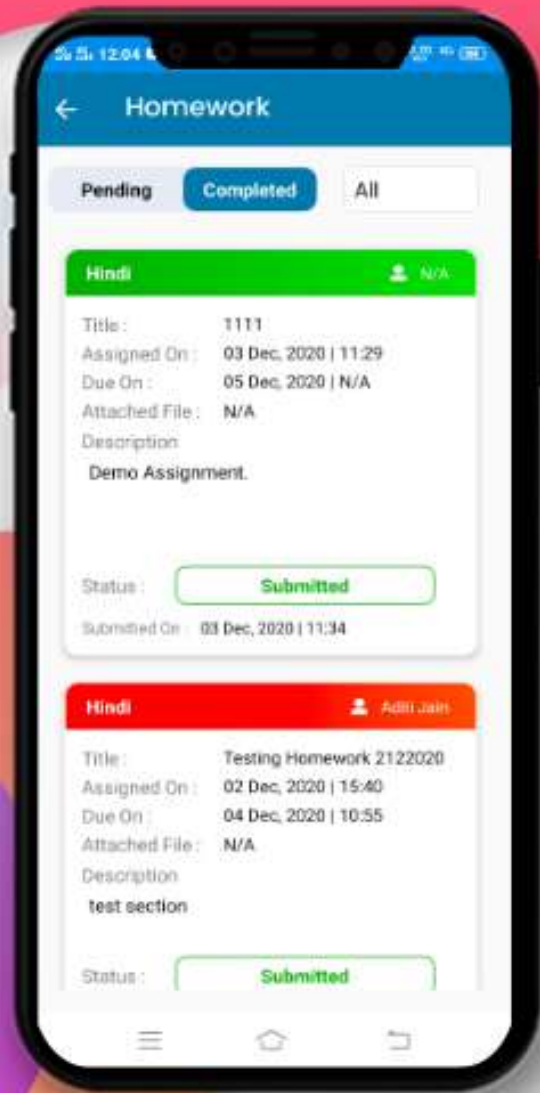 12.04
Homework
Pending Completed All
Hindi N/A
Title : 1111
Assigned On : 03 Dec, 2020 | 11:29
Due On : 05 Dec, 2020 | N/A
Attached File : N/A
Description
Demo Assignment.
Status : Submitted
Submitted On : 03 Dec, 2020 | 11:34
Hindi Aditi Jain
Title : Testing Homework 2122020
Assigned On : 02 Dec, 2020 | 15:40
Due On : 04 Dec, 2020 | 10:55
Attached File : N/A
Description
test section
Status : Submitted